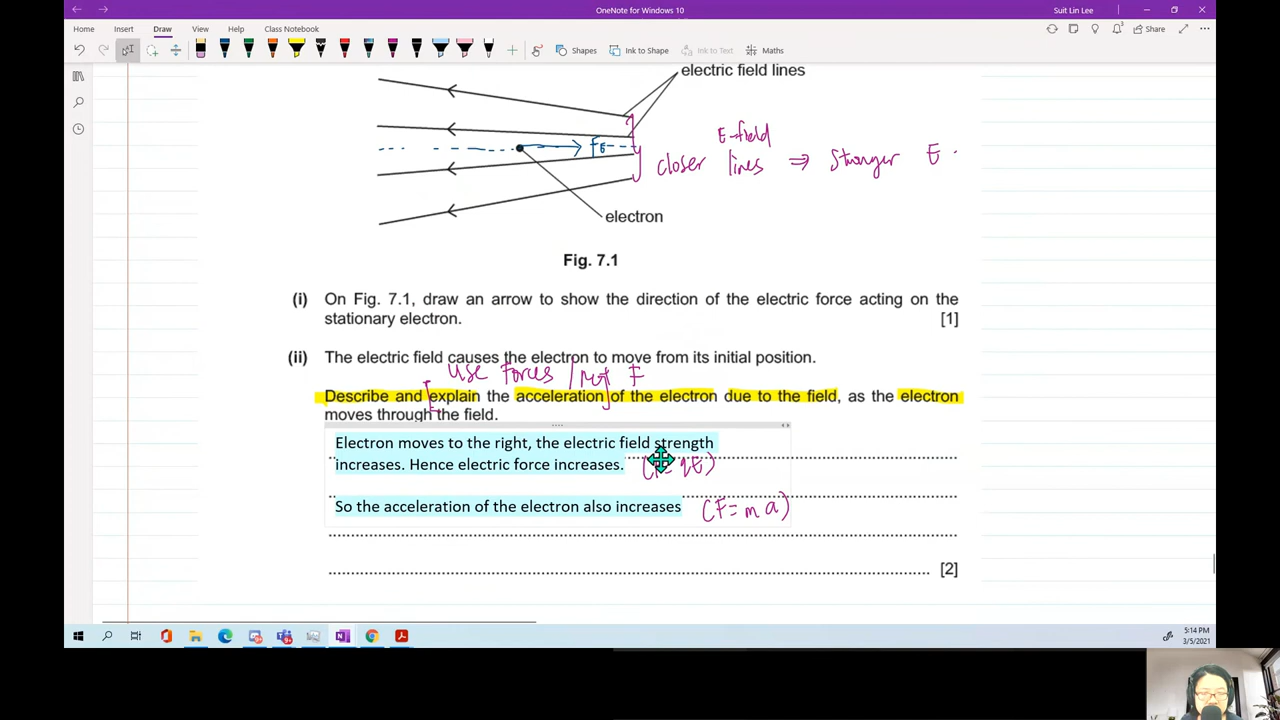 OneNote for Windows 10
Suit Lin Lee
Home Insert Draw View Help Class Notebook
Share
Shapes Ink to Shape Ink to Text Maths
electric field lines
E-field
FE
closer lines ⇒ Stronger E.
electron
Fig. 7.1
(i) On Fig. 7.1, draw an arrow to show the direction of the electric force acting on the
stationary electron. [1]
(ii) The electric field causes the electron to move from its initial position.
Use Forces / Net F
Describe and explain the acceleration of the electron due to the field, as the electron
moves through the field.
Electron moves to the right, the electric field strength
increases. Hence electric force increases. (F = qE)
So the acceleration of the electron also increases (F = ma)
[2]
5:14 PM
3/5/2021